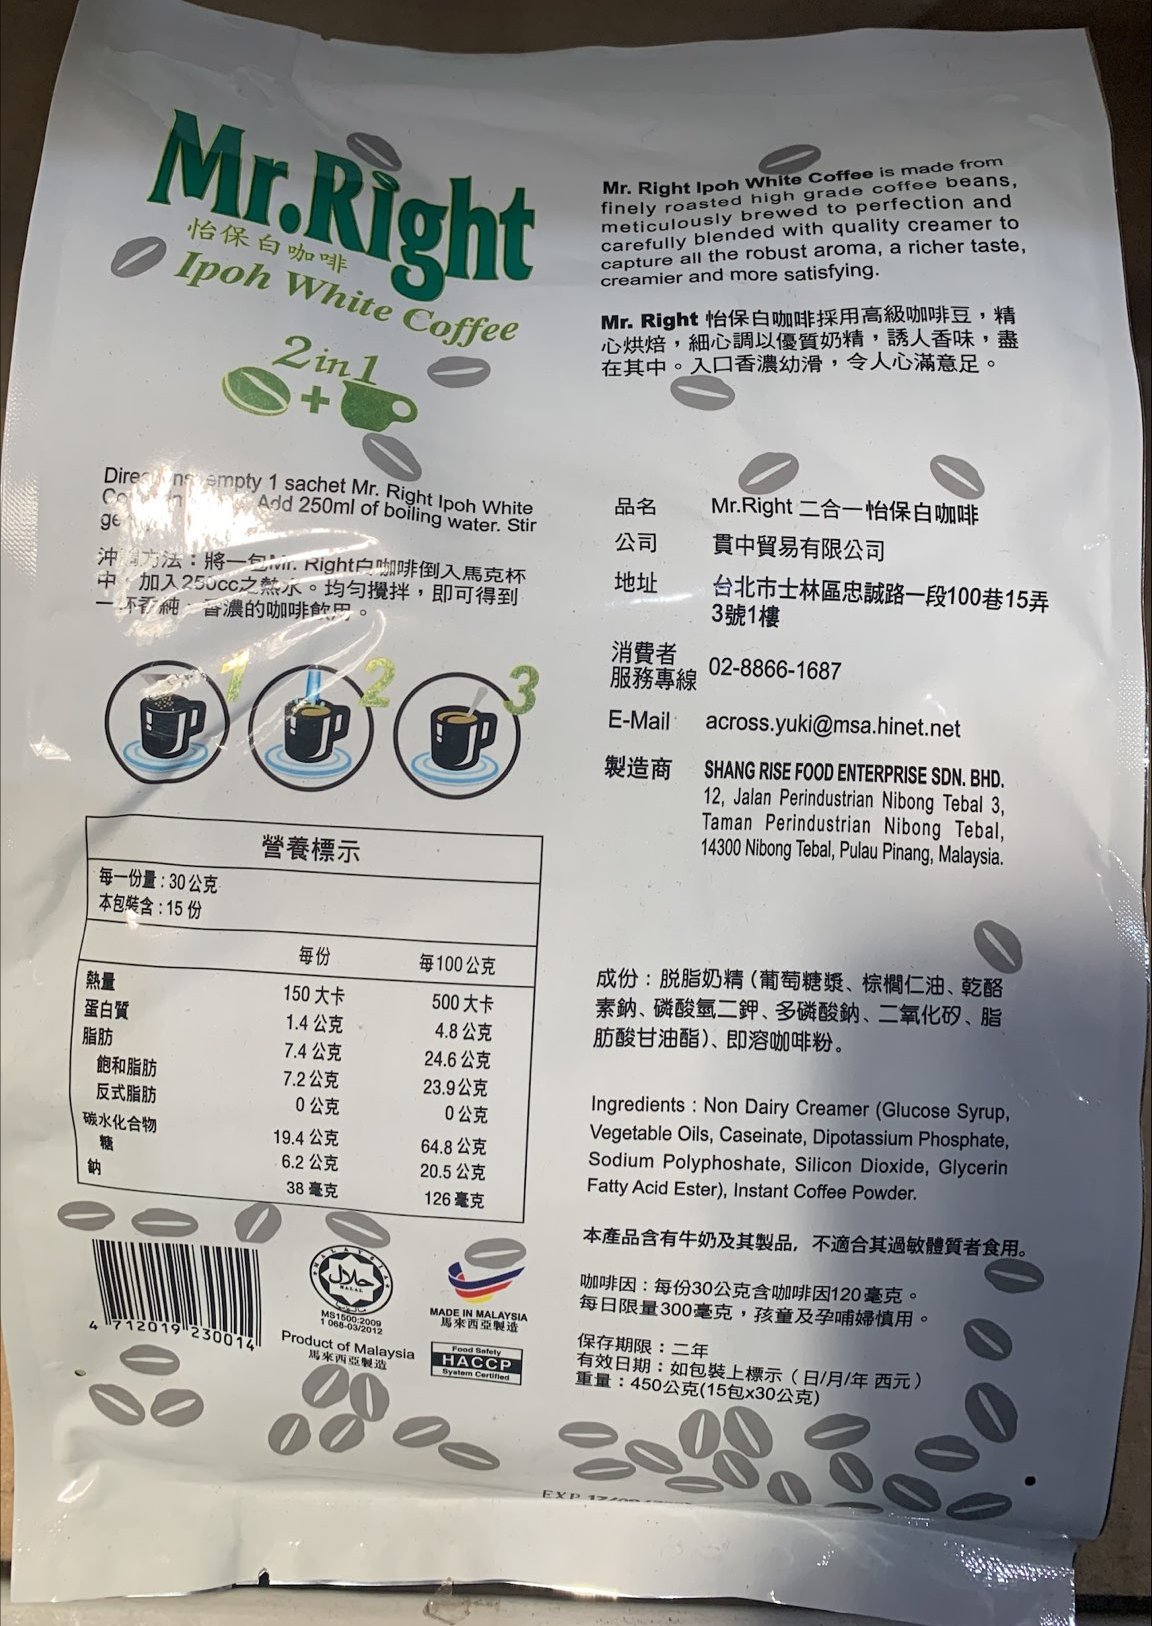 Mr.Right
怡保白咖啡
Ipoh White Coffee
2 in 1
+
empty 1 sachet Mr. Right Ipoh White
Add 250ml of boiling water. Stir
方法：將一包Mr. Right白咖啡倒入馬克杯
中，加入250cc之熱水。均勻攪拌，即可得到
一杯香純、香濃的咖啡飲用。
1
2
3
營養標示
每一份量：30公克
本包裝含：15 份
每份 每100公克
熱量 150 大卡 500 大卡
蛋白質 1.4 公克 4.8 公克
脂肪 7.4 公克 24.6 公克
飽和脂肪 7.2 公克 23.9 公克
反式脂肪 0 公克 0 公克
碳水化合物 19.4 公克 64.8 公克
糖 6.2 公克 20.5 公克
鈉 38 毫克 126 毫克
4 712019 230014
MALAYSIA
حلال
HALAL
MS1500:2009
1 068-03/2012
Product of Malaysia
馬來西亞製造
MADE IN MALAYSIA
馬來西亞製造
Food Safety
HACCP
System Certified
Mr. Right Ipoh White Coffee is made from
finely roasted high grade coffee beans,
meticulously brewed to perfection and
carefully blended with quality creamer to
capture all the robust aroma, a richer taste,
creamier and more satisfying.
Mr. Right 怡保白咖啡採用高級咖啡豆，精
心烘焙，細心調以優質奶精，誘人香味，盡
在其中。入口香濃幼滑，令人心滿意足。
品名 Mr.Right 二合一怡保白咖啡
公司 貫中貿易有限公司
地址 台北市士林區忠誠路一段100巷15弄
3號1樓
消費者
服務專線 02-8866-1687
E-Mail across.yuki@msa.hinet.net
製造商 SHANG RISE FOOD ENTERPRISE SDN. BHD.
12, Jalan Perindustrian Nibong Tebal 3,
Taman Perindustrian Nibong Tebal,
14300 Nibong Tebal, Pulau Pinang, Malaysia.
成份：脫脂奶精（葡萄糖漿、棕櫚仁油、乾酪
素鈉、磷酸氫二鉀、多磷酸鈉、二氧化矽、脂
肪酸甘油酯）、即溶咖啡粉。
Ingredients : Non Dairy Creamer (Glucose Syrup,
Vegetable Oils, Caseinate, Dipotassium Phosphate,
Sodium Polyphoshate, Silicon Dioxide, Glycerin
Fatty Acid Ester), Instant Coffee Powder.
本產品含有牛奶及其製品，不適合其過敏體質者食用。
咖啡因：每份30公克含咖啡因120毫克。
每日限量300毫克，孩童及孕哺婦慎用。
保存期限：二年
有效日期：如包裝上標示（日/月/年 西元）
重量：450公克(15包x30公克)
EXP